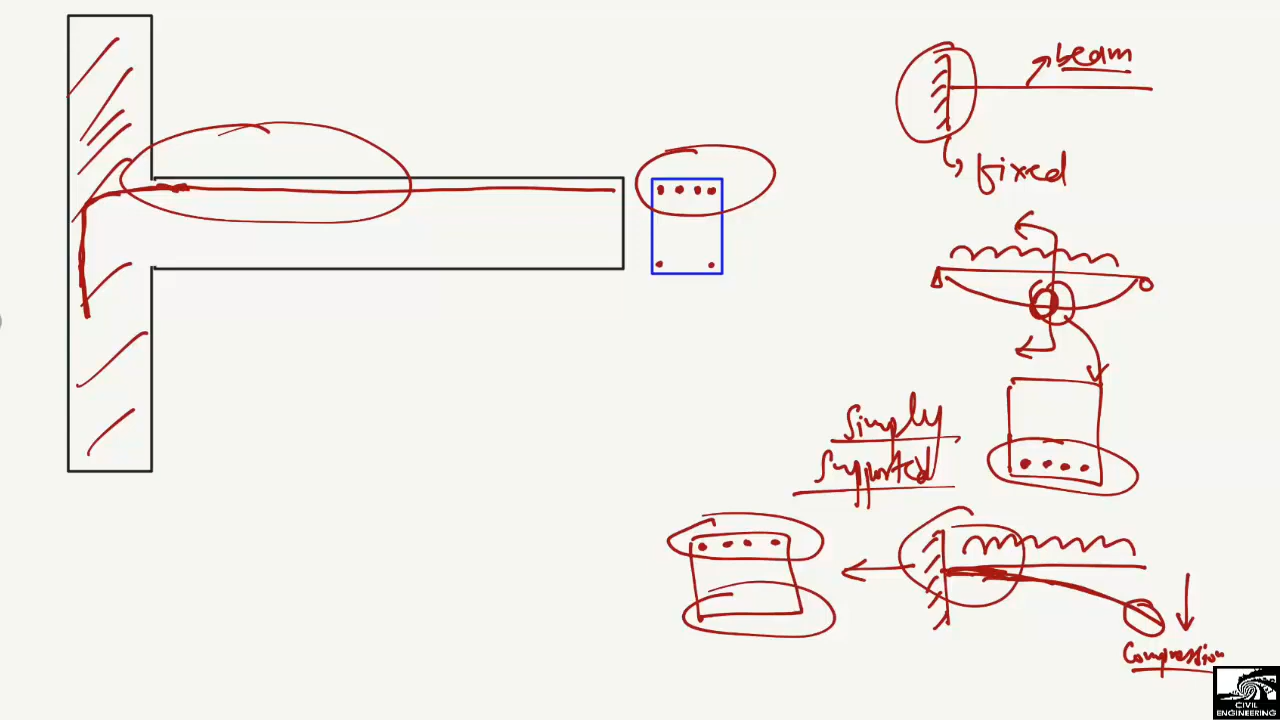 beam
fixed
Simply
Supported
Compression
CIVIL
ENGINEERING